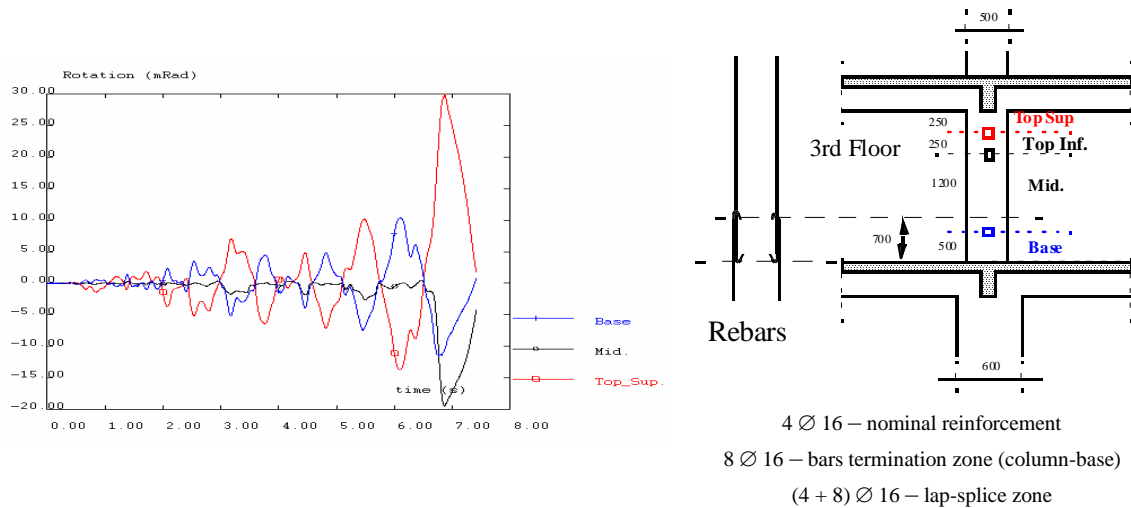 Rotation (mRad)
30.00
25.00
20.00
15.00
10.00
5.00
0.00
-5.00
-10.00
-15.00
-20.00
0.00 1.00 2.00 3.00 4.00 5.00 6.00 7.00 8.00
time (s)
Base
Mid.
Top_Sup.
500
250
Top Sup
3rd Floor
250
Top Inf.
1200
Mid.
700
500
Base
Rebars
600
4 ∅ 16 – nominal reinforcement
8 ∅ 16 – bars termination zone (column-base)
(4 + 8) ∅ 16 – lap-splice zone